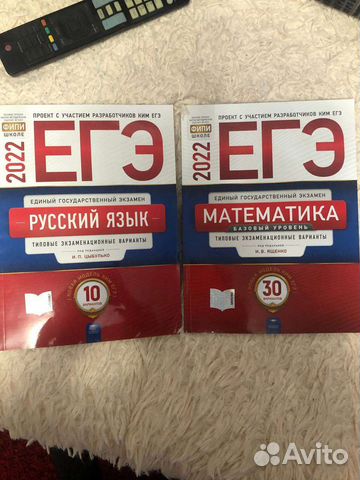 ПРОЕКТ С УЧАСТИЕМ РАЗРАБОТЧИКОВ КИМ ЕГЭ
ФИПИ
ШКОЛЕ
2022
ЕГЭ
ЕДИНЫЙ ГОСУДАРСТВЕННЫЙ ЭКЗАМЕН
РУССКИЙ ЯЗЫК
ТИПОВЫЕ ЭКЗАМЕНАЦИОННЫЕ ВАРИАНТЫ
под редакцией
И. П. ЦЫБУЛЬКО
10
ВАРИАНТОВ
ПРОЕКТ С УЧАСТИЕМ РАЗРАБОТЧИКОВ КИМ ЕГЭ
ФИПИ
ШКОЛЕ
2022
ЕГЭ
ЕДИНЫЙ ГОСУДАРСТВЕННЫЙ ЭКЗАМЕН
МАТЕМАТИКА
БАЗОВЫЙ УРОВЕНЬ
ТИПОВЫЕ ЭКЗАМЕНАЦИОННЫЕ ВАРИАНТЫ
под редакцией
И. В. ЯЩЕНКО
30
ВАРИАНТОВ
Avito